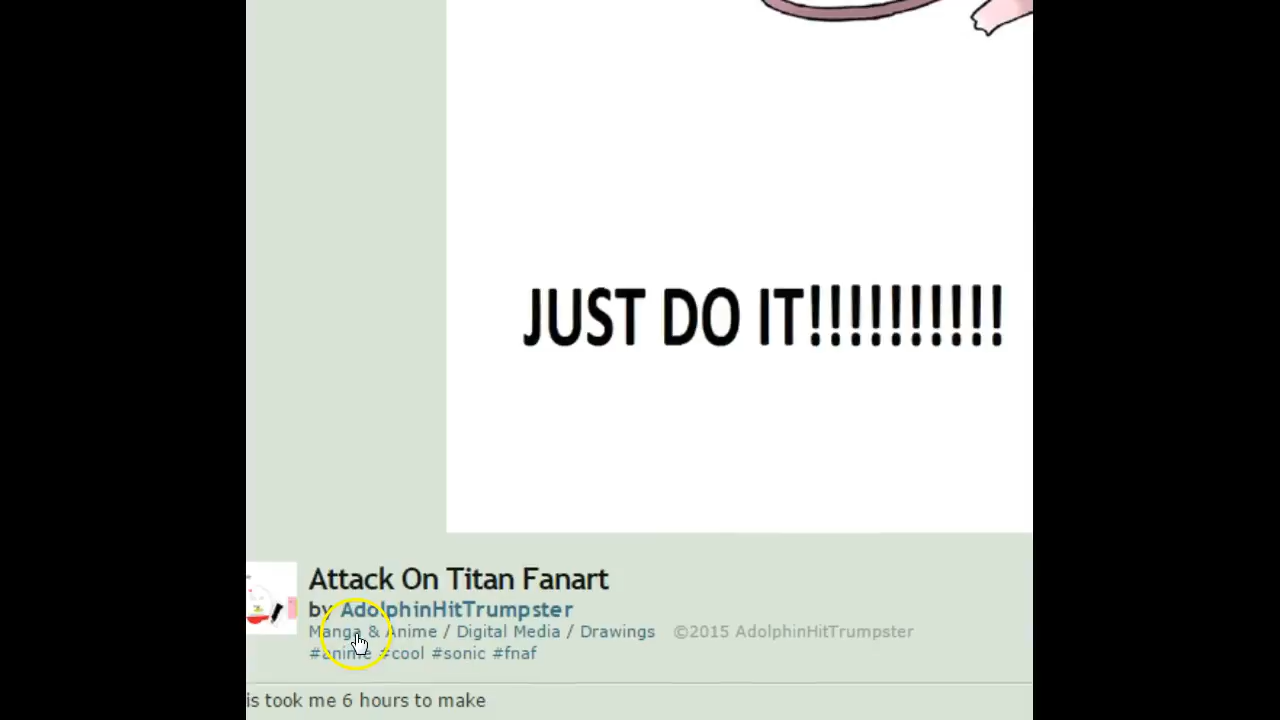 JUST DO IT!!!!!!!!!!
Attack On Titan Fanart
by AdolphinHitTrumpster
Manga & Anime / Digital Media / Drawings ©2015 AdolphinHitTrumpster
#anime #cool #sonic #fnaf
is took me 6 hours to make